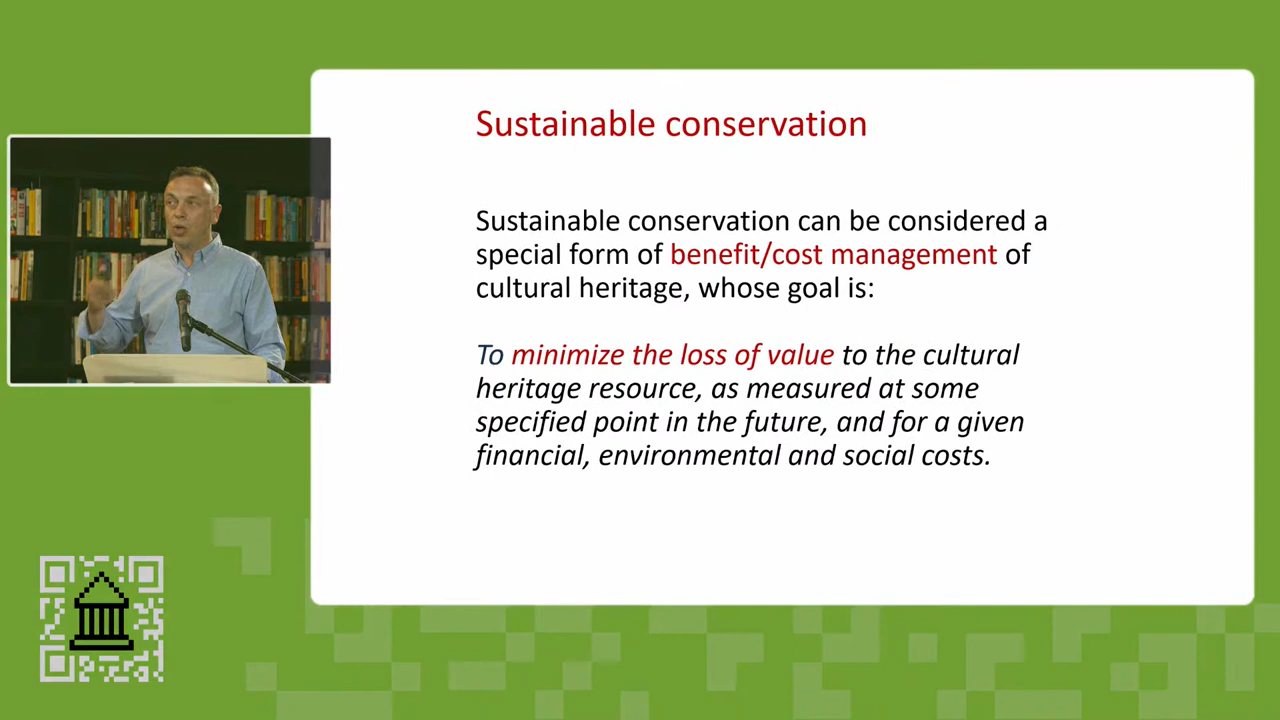 Sustainable conservation
Sustainable conservation can be considered a
special form of benefit/cost management of
cultural heritage, whose goal is:
To minimize the loss of value to the cultural
heritage resource, as measured at some
specified point in the future, and for a given
financial, environmental and social costs.